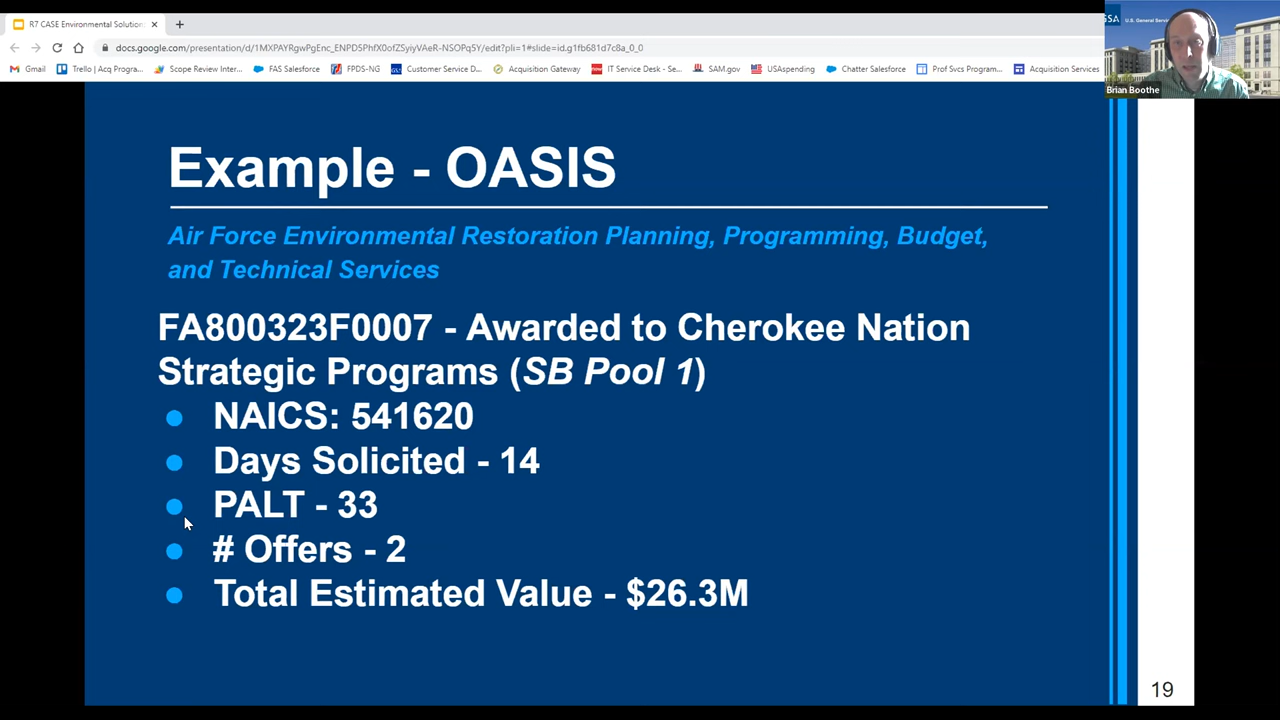 R7 CASE Environmental Solution
docs.google.com/presentation/d/1MXPAYRgwPgEnc_ENPD5PhfX0ofZSyiyVAeR-NSOPq5Y/edit?pli=1#slide=id.g1fb681d7c8a_0_0
Gmail Trello | Acq Progra... Scope Review Inter... FAS Salesforce FPDS-NG Customer Service D... Acquisition Gateway IT Service Desk - Se... SAM.gov USAspending Chatter Salesforce Prof Svcs Program... Acquisition Services
GSA U.S. General Servi
Brian Boothe
Example - OASIS
Air Force Environmental Restoration Planning, Programming, Budget,
and Technical Services
FA800323F0007 - Awarded to Cherokee Nation
Strategic Programs (SB Pool 1)
NAICS: 541620
Days Solicited - 14
PALT - 33
# Offers - 2
Total Estimated Value - $26.3M
19